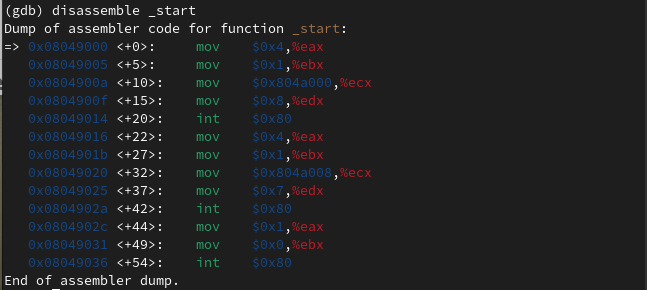 (gdb) disassemble _start
Dump of assembler code for function _start:
=> 0x08049000 <+0>:     mov    $0x4,%eax
   0x08049005 <+5>:     mov    $0x1,%ebx
   0x0804900a <+10>:    mov    $0x804a000,%ecx
   0x0804900f <+15>:    mov    $0x8,%edx
   0x08049014 <+20>:    int    $0x80
   0x08049016 <+22>:    mov    $0x4,%eax
   0x0804901b <+27>:    mov    $0x1,%ebx
   0x08049020 <+32>:    mov    $0x804a008,%ecx
   0x08049025 <+37>:    mov    $0x7,%edx
   0x0804902a <+42>:    int    $0x80
   0x0804902c <+44>:    mov    $0x1,%eax
   0x08049031 <+49>:    mov    $0x0,%ebx
   0x08049036 <+54>:    int    $0x80
End of assembler dump.